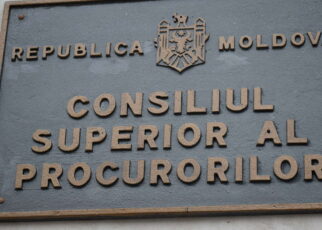 REPUBLICA MOLDOV
CONSILIUL
SUPERIOR AL
PROCURORILOR